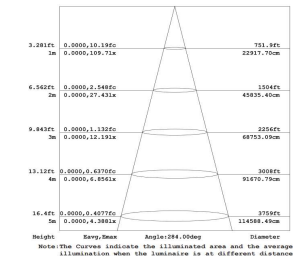 3.281ft 0.0000,10.19fc 751.9ft
1m 0.0000,109.71x 22917.70cm
6.562ft 0.0000,2.548fc 1504ft
2m 0.0000,27.431x 45835.40cm
9.843ft 0.0000,1.132fc 2256ft
3m 0.0000,12.191x 68753.09cm
13.12ft 0.0000,0.6370fc 3008ft
4m 0.0000,6.8561x 91670.79cm
16.4ft 0.0000,0.4077fc 3759ft
5m 0.0000,4.3881x 114588.49cm
Height Eavg,Emax Angle:284.00deg Diameter
Note:The Curves indicate the illuminated area and the average
illumination when the luminaire is at different distance